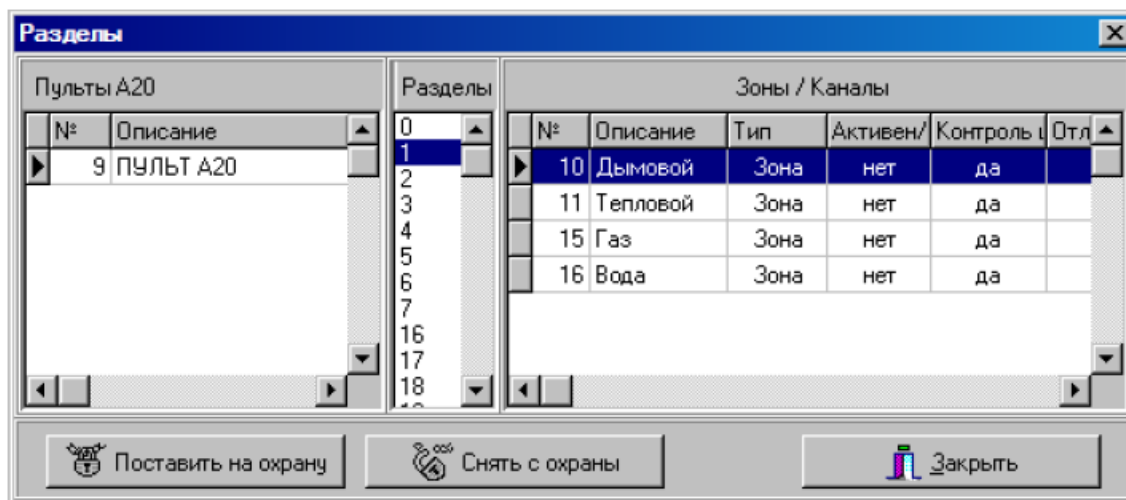 Разделы
Пульты А20
Разделы
Зоны / Каналы
№ Описание
9 ПУЛЬТ А20
0
1
2
3
4
5
6
7
16
17
18
№ Описание Тип Активен/ Контроль Отл
10 Дымовой Зона нет да
11 Тепловой Зона нет да
15 Газ Зона нет да
16 Вода Зона нет да
Поставить на охрану
Снять с охраны
Закрыть